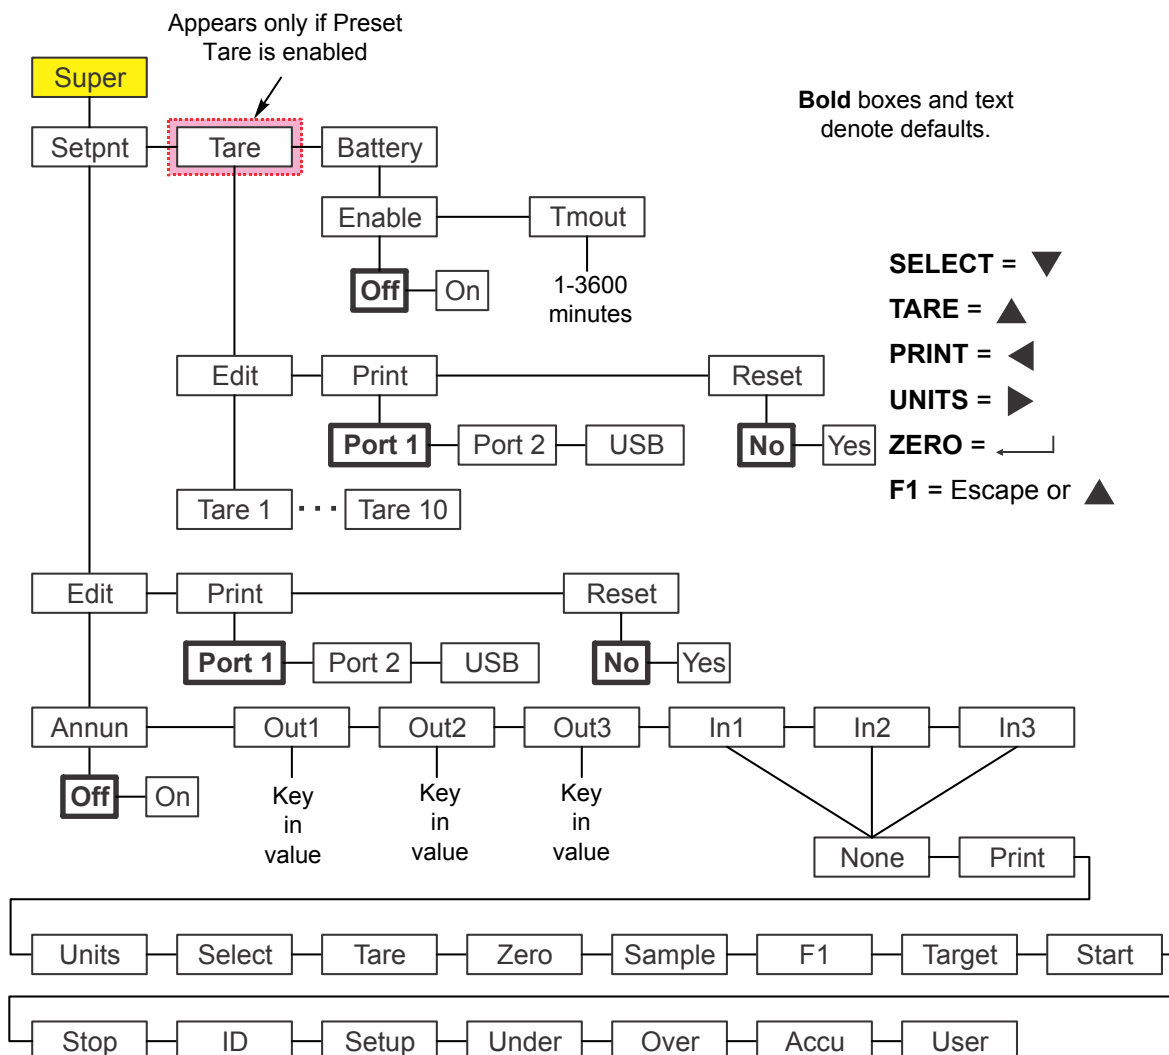 Appears only if Preset
Tare is enabled
Super
Bold boxes and text
denote defaults.
Setpnt Tare Battery
Enable Tmout
Off On 1-3600
minutes
SELECT =
TARE =
PRINT =
UNITS =
ZERO =
F1 = Escape or
Edit Print Reset
Port 1 Port 2 USB No Yes
Tare 1 ··· Tare 10
Edit Print Reset
Port 1 Port 2 USB No Yes
Annun Out1 Out2 Out3 In1 In2 In3
Off On
Key
in
value
Key
in
value
Key
in
value
None Print
Units Select Tare Zero Sample F1 Target Start
Stop ID Setup Under Over Accu User